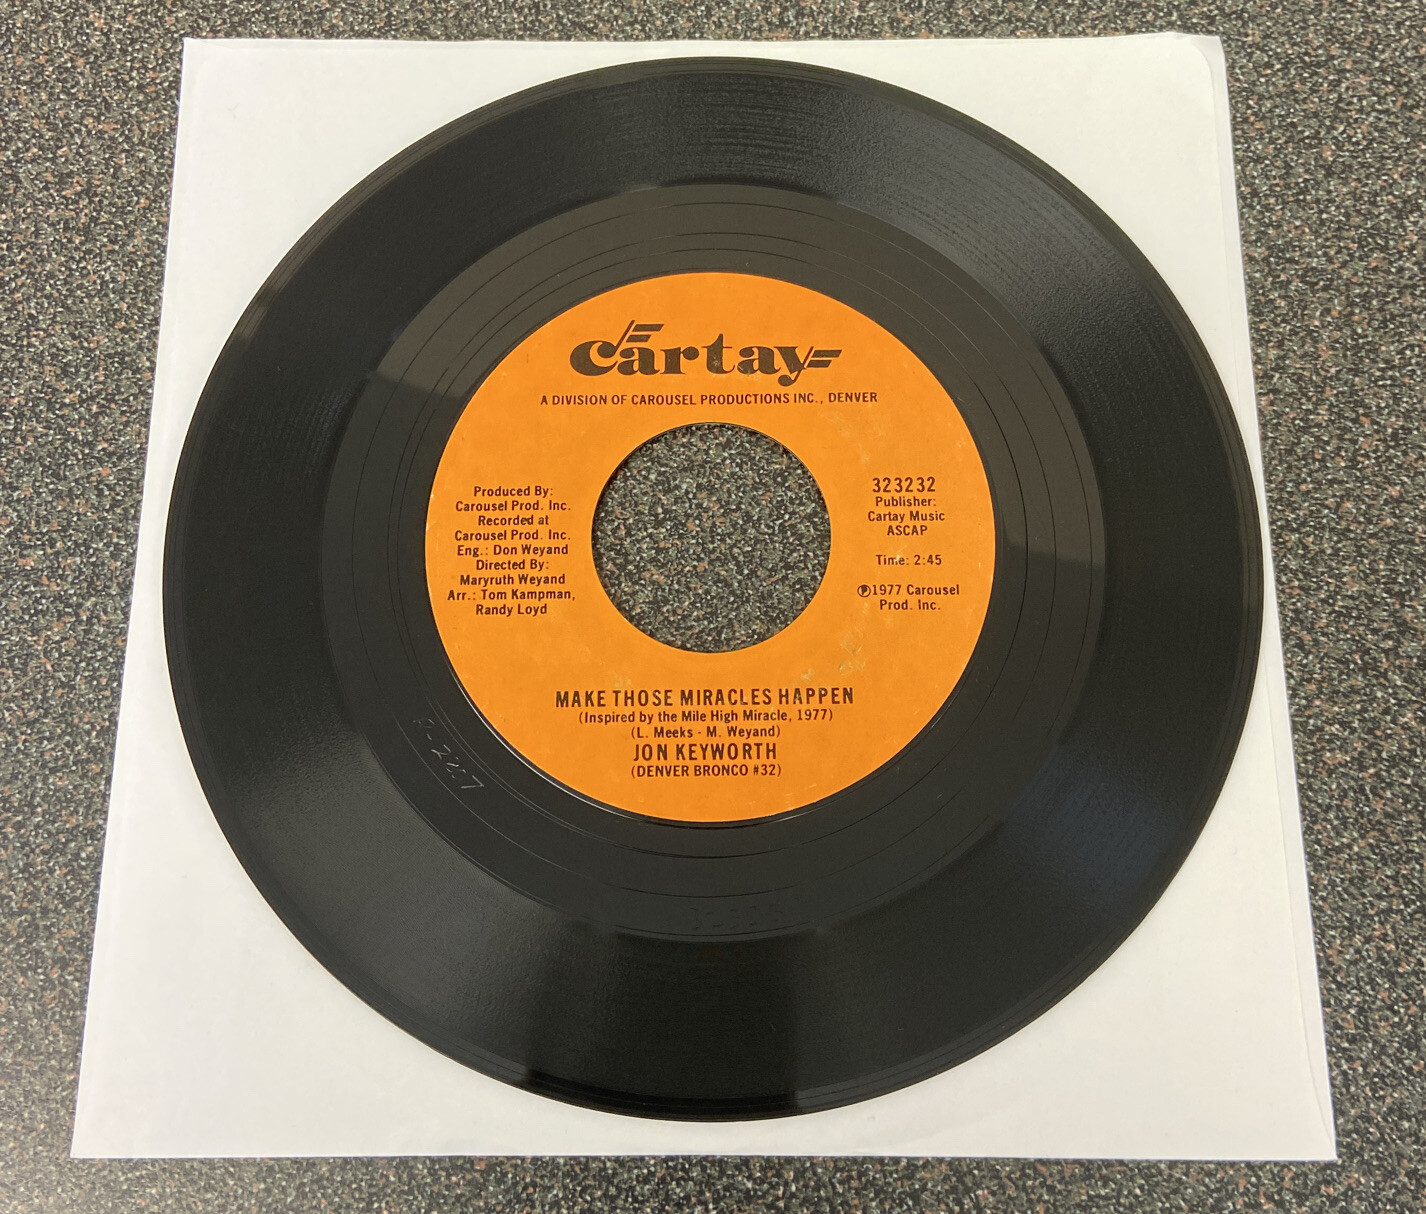 cartay
A DIVISION OF CAROUSEL PRODUCTIONS INC., DENVER
Produced By:
Carousel Prod. Inc.
Recorded at
Carousel Prod. Inc.
Eng.: Don Weyand
Directed By:
Maryruth Weyand
Arr.: Tom Kampman,
Randy Loyd
323232
Publisher:
Cartay Music
ASCAP
Time: 2:45
Ⓟ1977 Carousel
Prod. Inc.
MAKE THOSE MIRACLES HAPPEN
(Inspired by the Mile High Miracle, 1977)
(L. Meeks - M. Weyand)
JON KEYWORTH
(DENVER BRONCO #32)